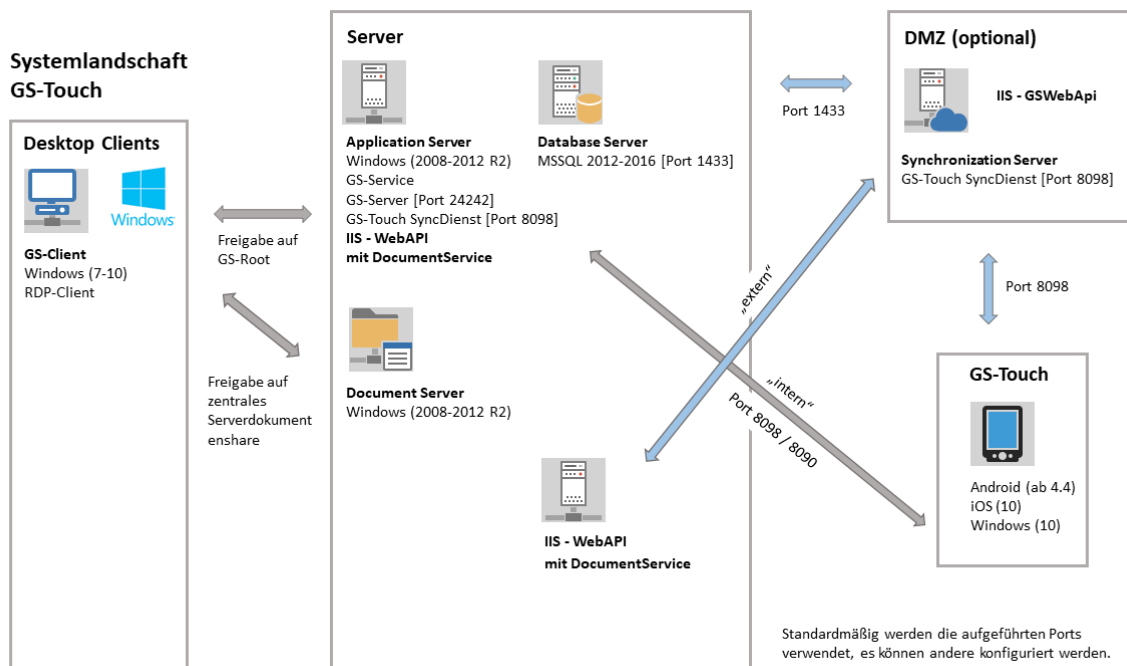 Systemlandschaft
GS-Touch
Desktop Clients
Windows
GS-Client
Windows (7-10)
RDP-Client
Freigabe auf
GS-Root
Freigabe auf
zentrales
Serverdokument
enshare
Server
Application Server
Windows (2008-2012 R2)
GS-Service
GS-Server [Port 24242]
GS-Touch SyncDienst [Port 8098]
IIS - WebAPI
mit DocumentService
Database Server
MSSQL 2012-2016 [Port 1433]
Document Server
Windows (2008-2012 R2)
IIS - WebAPI
mit DocumentService
„extern“
„intern“
Port 8098 / 8090
Port 1433
DMZ (optional)
IIS - GSWebApi
Synchronization Server
GS-Touch SyncDienst [Port 8098]
Port 8098
GS-Touch
Android (ab 4.4)
iOS (10)
Windows (10)
Standardmäßig werden die aufgeführten Ports
verwendet, es können andere konfiguriert werden.